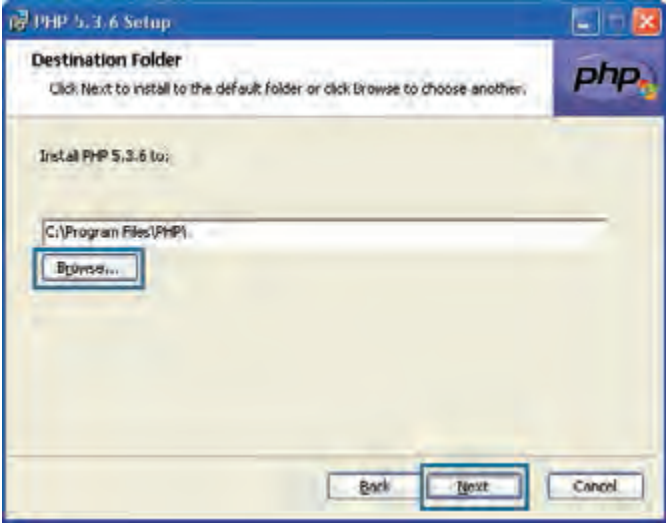 PHP 5.3.6 Setup
Destination Folder
Click Next to install to the default folder or click Browse to choose another.
php
Install PHP 5.3.6 to:
C:\Program Files\PHP\
Browse...
Back Next Cancel